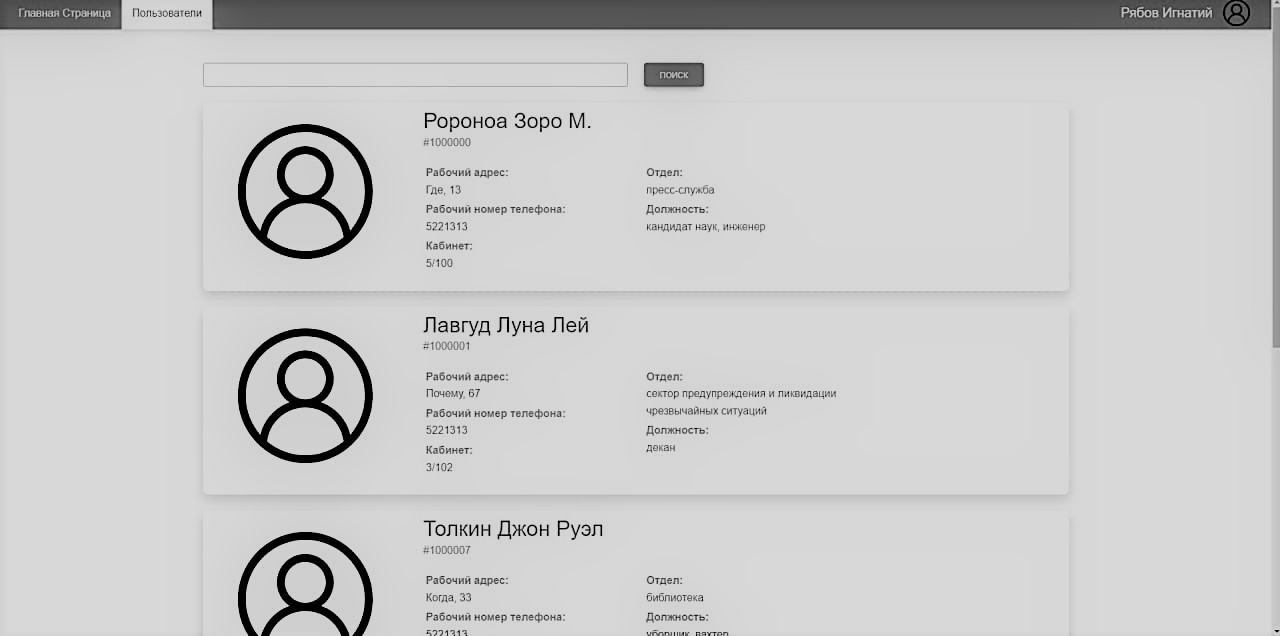 Главная Страница Пользователи Рябов Игнатий
ПОИСК
Ророноа Зоро М.
#1000000
Рабочий адрес: Отдел:
Где, 13 пресс-служба
Рабочий номер телефона: Должность:
5221313 кандидат наук, инженер
Кабинет:
5/100
Лавгуд Луна Лей
#1000001
Рабочий адрес: Отдел:
Почему, 67 сектор предупреждения и ликвидации
Рабочий номер телефона: чрезвычайных ситуаций
5221313 Должность:
Кабинет: декан
3/102
Толкин Джон Руэл
#1000007
Рабочий адрес: Отдел:
Когда, 33 библиотека
Рабочий номер телефона: Должность:
5221313 уборщик, вахтер